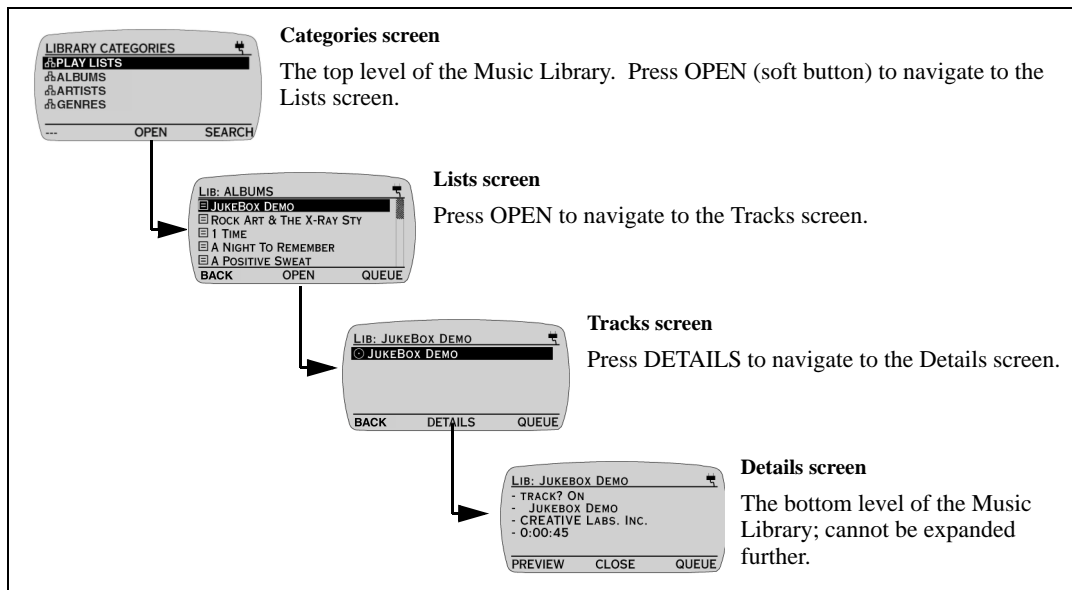 LIBRARY CATEGORIES
PLAY LISTS
ALBUMS
ARTISTS
GENRES
--- OPEN SEARCH
Categories screen
The top level of the Music Library. Press OPEN (soft button) to navigate to the
Lists screen.
LIB: ALBUMS
JUKEBOX DEMO
ROCK ART & THE X-RAY STY
1 TIME
A NIGHT TO REMEMBER
A POSITIVE SWEAT
BACK OPEN QUEUE
Lists screen
Press OPEN to navigate to the Tracks screen.
LIB: JUKEBOX DEMO
JUKEBOX DEMO
BACK DETAILS QUEUE
Tracks screen
Press DETAILS to navigate to the Details screen.
LIB: JUKEBOX DEMO
- TRACK? ON
- JUKEBOX DEMO
- CREATIVE LABS. INC.
- 0:00:45
PREVIEW CLOSE QUEUE
Details screen
The bottom level of the Music
Library; cannot be expanded
further.